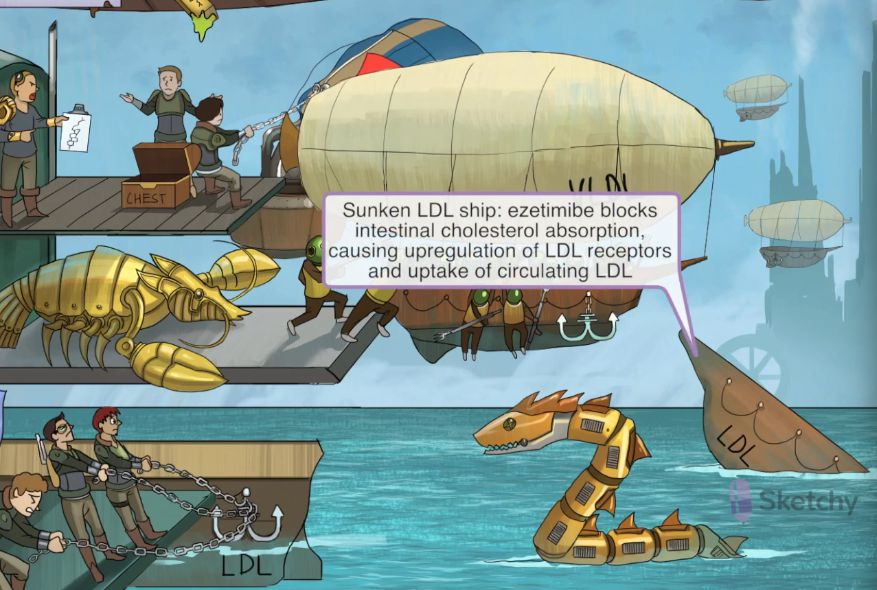 CHEST
VLDL
Sunken LDL ship: ezetimibe blocks
intestinal cholesterol absorption,
causing upregulation of LDL receptors
and uptake of circulating LDL
LDL
Sketchy
LDL